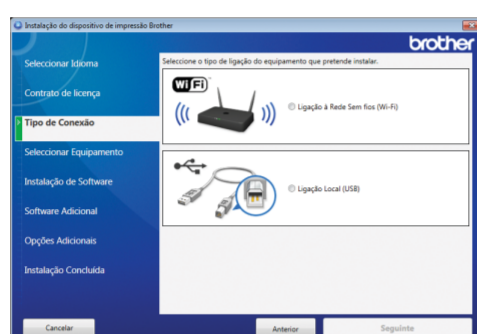 Instalação do dispositivo de impressão Brother
brother
Seleccionar Idioma
Contrato de licença
Tipo de Conexão
Seleccionar Equipamento
Instalação de Software
Software Adicional
Opções Adicionais
Instalação Concluída
Seleccione o tipo de ligação do equipamento que pretende instalar.
WiFi
Ligação à Rede Sem fios (Wi-Fi)
Ligação Local (USB)
Cancelar
Anterior
Seguinte